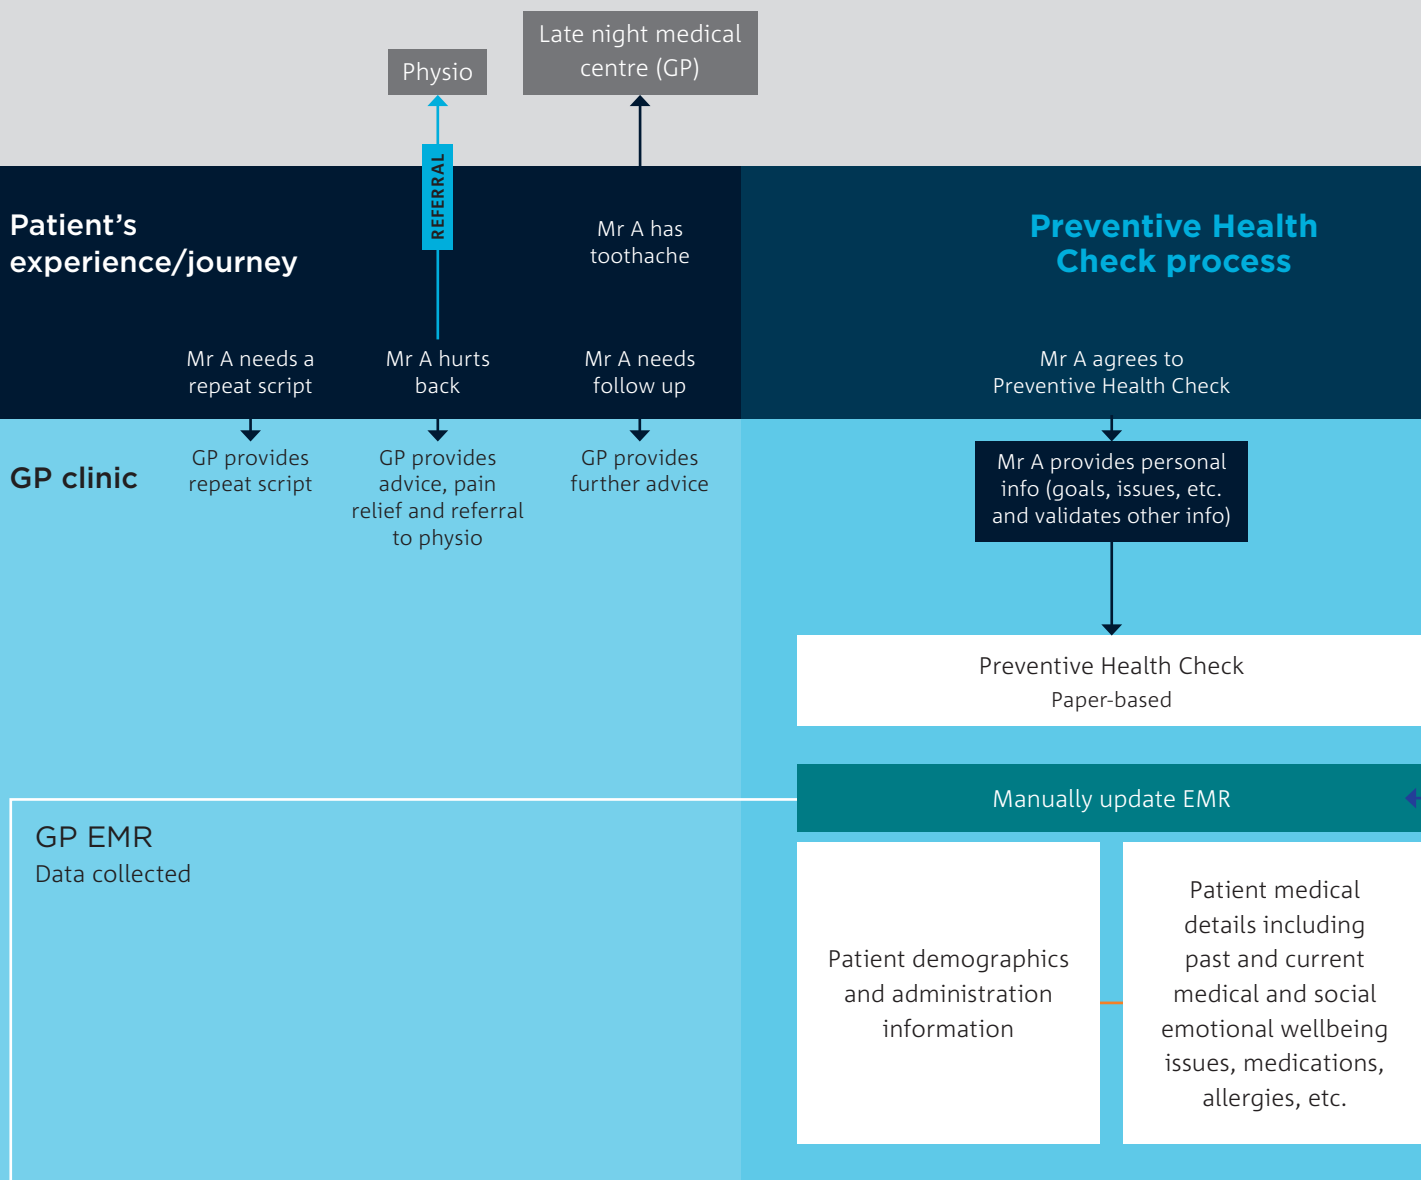 Late night medical
centre (GP)
Physio
REFERRAL
Patient's
experience/journey
Mr A has
toothache
Preventive Health
Check process
Mr A needs a
repeat script
Mr A hurts
back
Mr A needs
follow up
Mr A agrees to
Preventive Health Check
GP clinic
GP provides
repeat script
GP provides
advice, pain
relief and referral
to physio
GP provides
further advice
Mr A provides personal
info (goals, issues, etc.
and validates other info)
Preventive Health Check
Paper-based
Manually update EMR
GP EMR
Data collected
Patient demographics
and administration
information
Patient medical
details including
past and current
medical and social
emotional wellbeing
issues, medications,
allergies, etc.